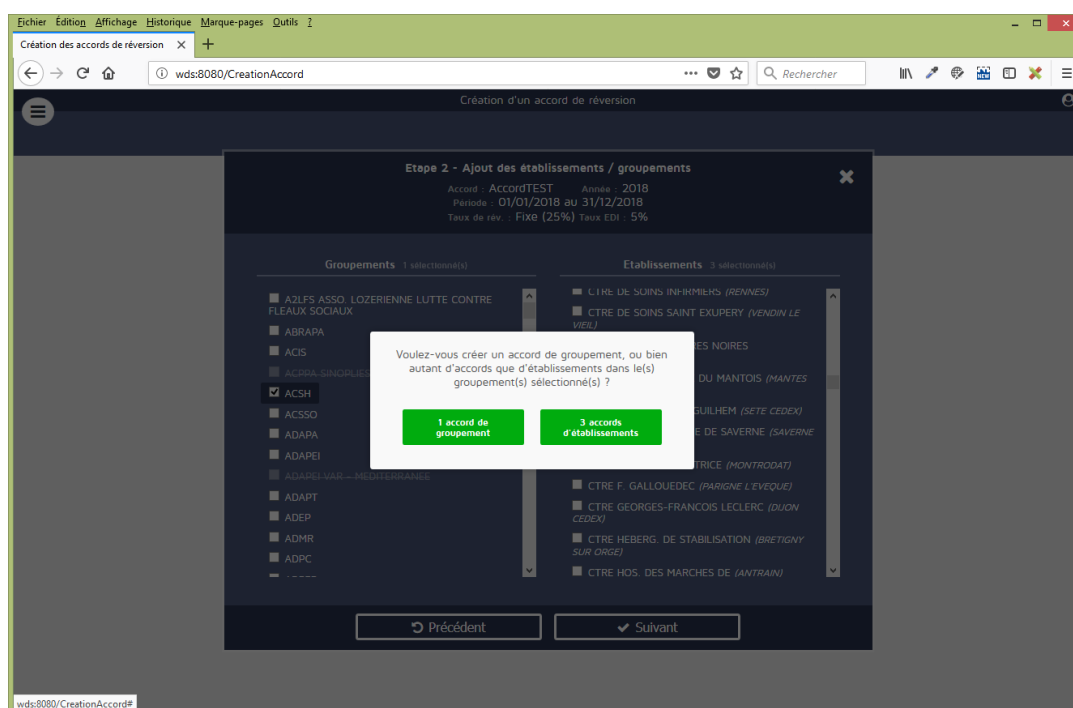 Fichier Édition Affichage Historique Marque-pages Outils ?
Création des accords de réversion
wds:8080/CreationAccord
Rechercher
Création d'un accord de réversion
Etape 2 - Ajout des établissements / groupements
Accord : AccordTEST Année : 2018
Période : 01/01/2018 au 31/12/2018
Taux de rév. : Fixe (25%) Taux EDI : 5%
Groupements 1 sélectionné(s)
A2LFS ASSO. LOZERIENNE LUTTE CONTRE
FLEAUX SOCIAUX
ABRAPA
ACIS
ACPPA SINOPLIES
ACSH
ACSSO
ADAPA
ADAPEI
ADAPEI VAR - MEDITERRANEE
ADAPT
ADEP
ADMR
ADPC
Etablissements 3 sélectionné(s)
CTRE DE SOINS INFIRMIERS (RENNES)
CTRE DE SOINS SAINT EXUPERY (VENDIN LE
VIEIL)
RES NOIRES
DU MANTOIS (MANTES
GUILHEM (SETE CEDEX)
E DE SAVERNE (SAVERNE
TRICE (MONTRODAT)
CTRE F. GALLOUEDEC (PARIGNE L'EVEQUE)
CTRE GEORGES-FRANCOIS LECLERC (DIJON
CEDEX)
CTRE HEBERG. DE STABILISATION (BRETIGNY
SUR ORGE)
CTRE HOS. DES MARCHES DE (ANTRAIN)
Voulez-vous créer un accord de groupement, ou bien
autant d'accords que d'établissements dans le(s)
groupement(s) sélectionné(s) ?
1 accord de
groupement
3 accords
d'établissements
Précédent
Suivant
wds:8080/CreationAccord#